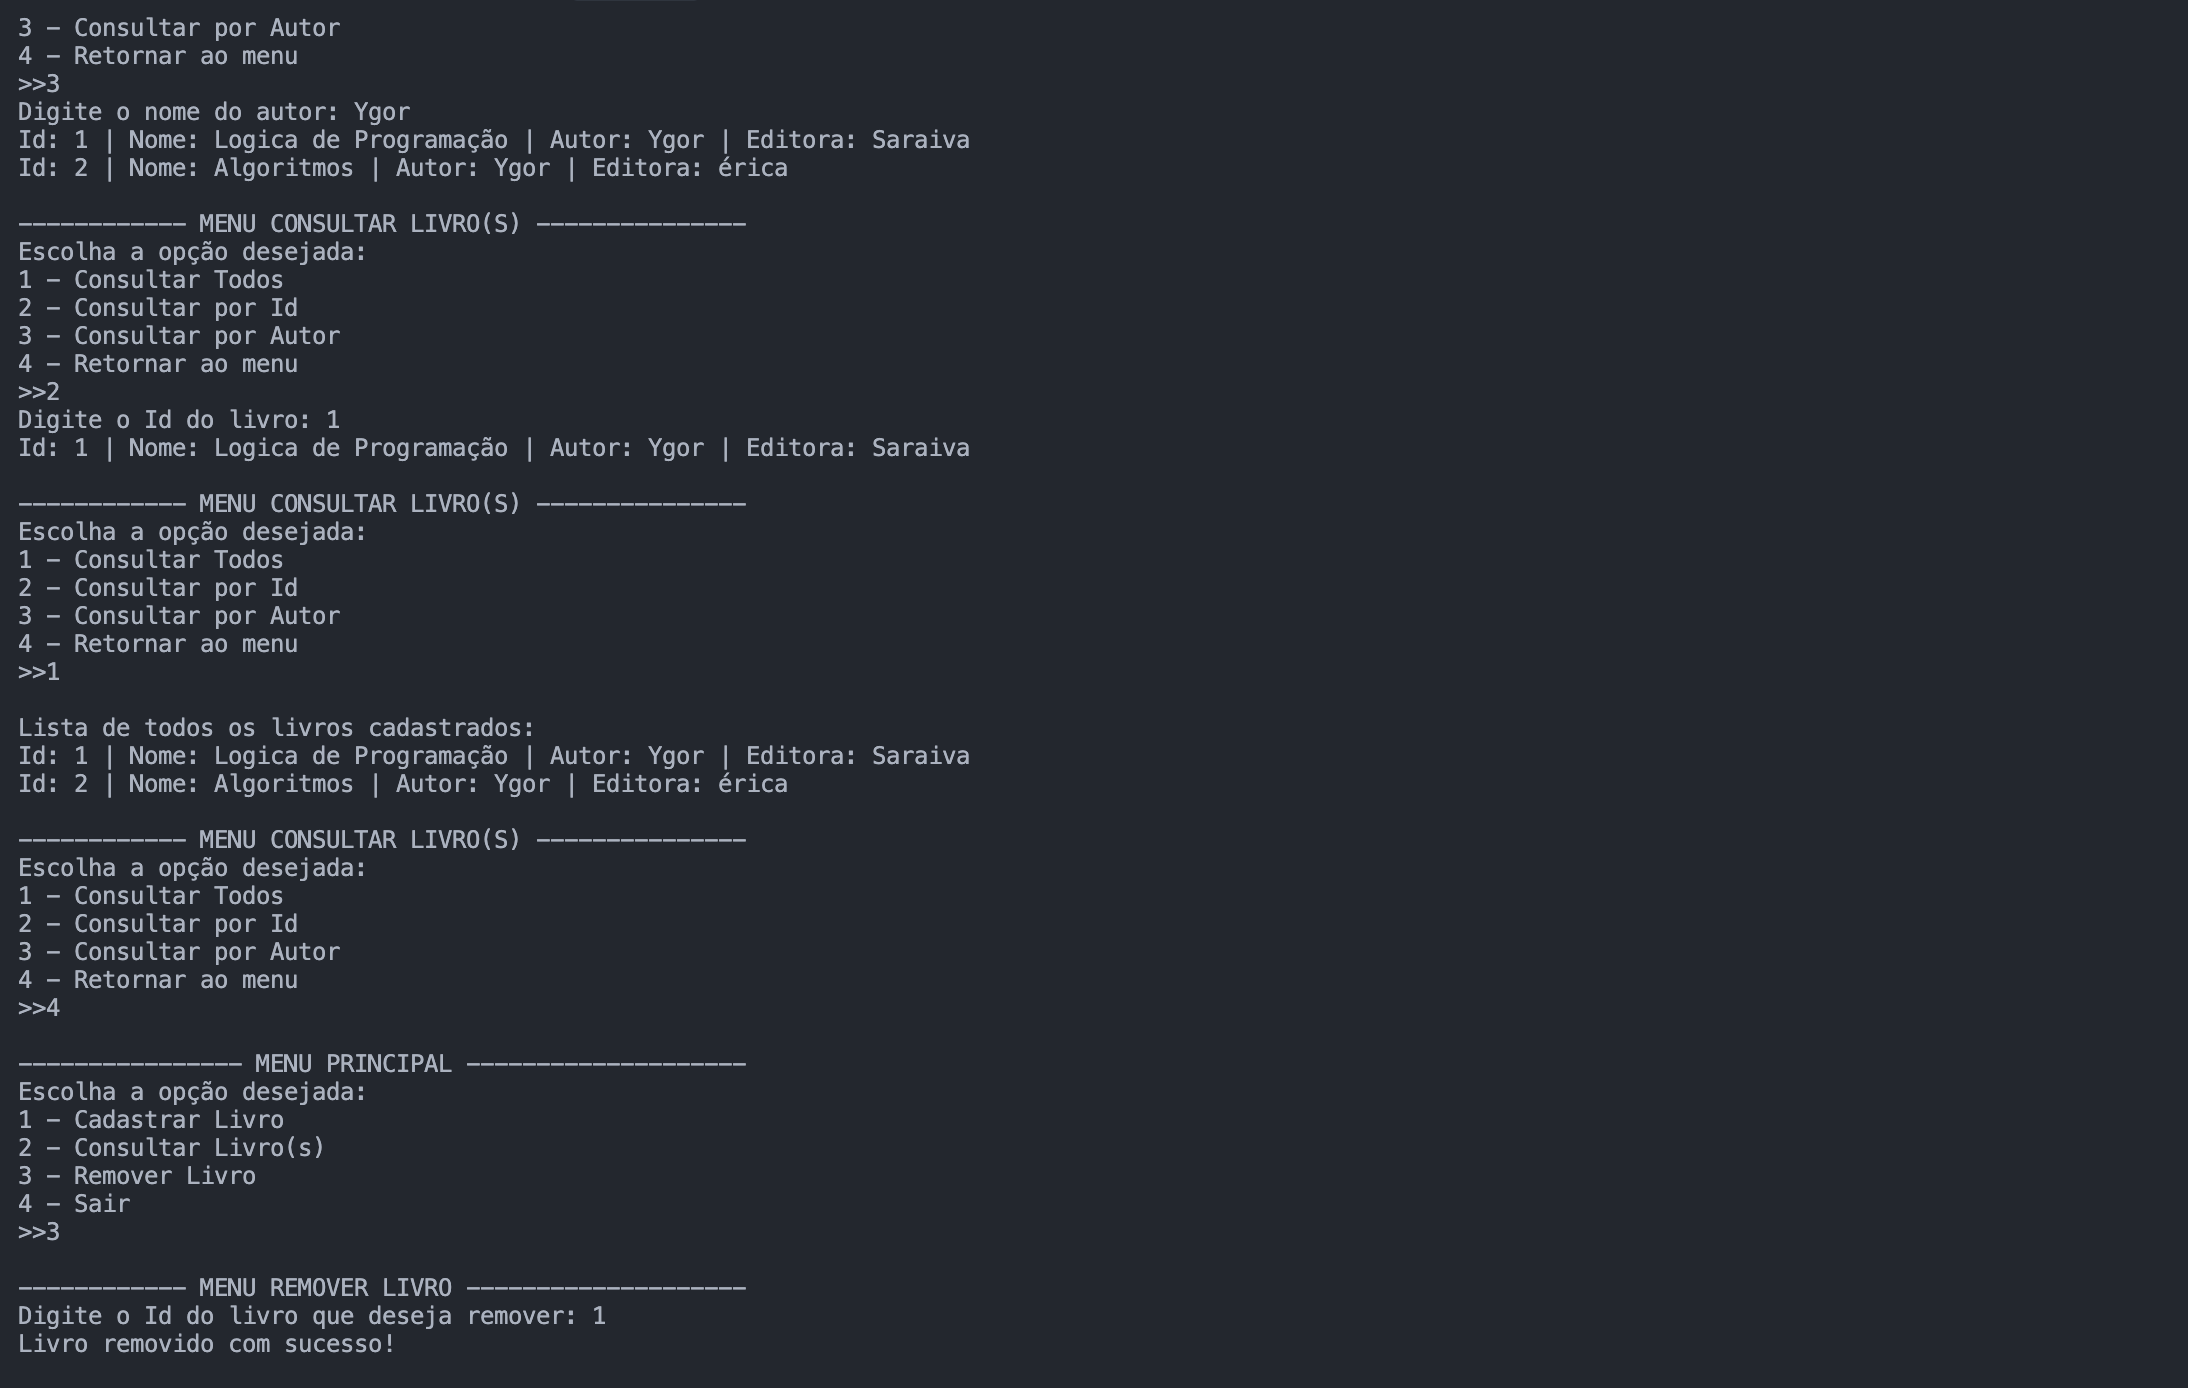 3 - Consultar por Autor
4 - Retornar ao menu
>>3
Digite o nome do autor: Ygor
Id: 1 | Nome: Logica de Programação | Autor: Ygor | Editora: Saraiva
Id: 2 | Nome: Algoritmos | Autor: Ygor | Editora: érica
------------ MENU CONSULTAR LIVRO(S) ---------------
Escolha a opção desejada:
1 - Consultar Todos
2 - Consultar por Id
3 - Consultar por Autor
4 - Retornar ao menu
>>2
Digite o Id do livro: 1
Id: 1 | Nome: Logica de Programação | Autor: Ygor | Editora: Saraiva
------------ MENU CONSULTAR LIVRO(S) ---------------
Escolha a opção desejada:
1 - Consultar Todos
2 - Consultar por Id
3 - Consultar por Autor
4 - Retornar ao menu
>>1
Lista de todos os livros cadastrados:
Id: 1 | Nome: Logica de Programação | Autor: Ygor | Editora: Saraiva
Id: 2 | Nome: Algoritmos | Autor: Ygor | Editora: érica
------------ MENU CONSULTAR LIVRO(S) ---------------
Escolha a opção desejada:
1 - Consultar Todos
2 - Consultar por Id
3 - Consultar por Autor
4 - Retornar ao menu
>>4
---------------- MENU PRINCIPAL --------------------
Escolha a opção desejada:
1 - Cadastrar Livro
2 - Consultar Livro(s)
3 - Remover Livro
4 - Sair
>>3
------------ MENU REMOVER LIVRO --------------------
Digite o Id do livro que deseja remover: 1
Livro removido com sucesso!